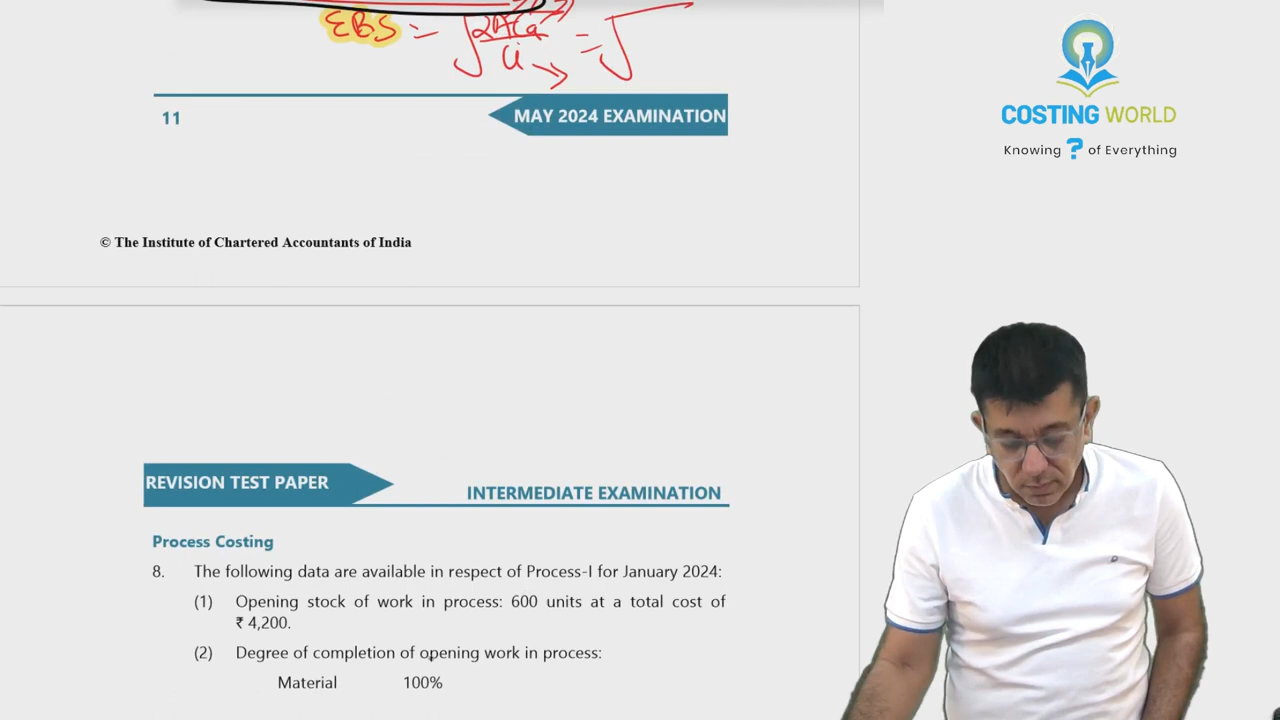 EBS = √2ACa = √
Ci
11
MAY 2024 EXAMINATION
COSTING WORLD
Knowing ? of Everything
© The Institute of Chartered Accountants of India
REVISION TEST PAPER
INTERMEDIATE EXAMINATION
Process Costing
8. The following data are available in respect of Process-I for January 2024:
(1) Opening stock of work in process: 600 units at a total cost of
₹ 4,200.
(2) Degree of completion of opening work in process:
Material 100%